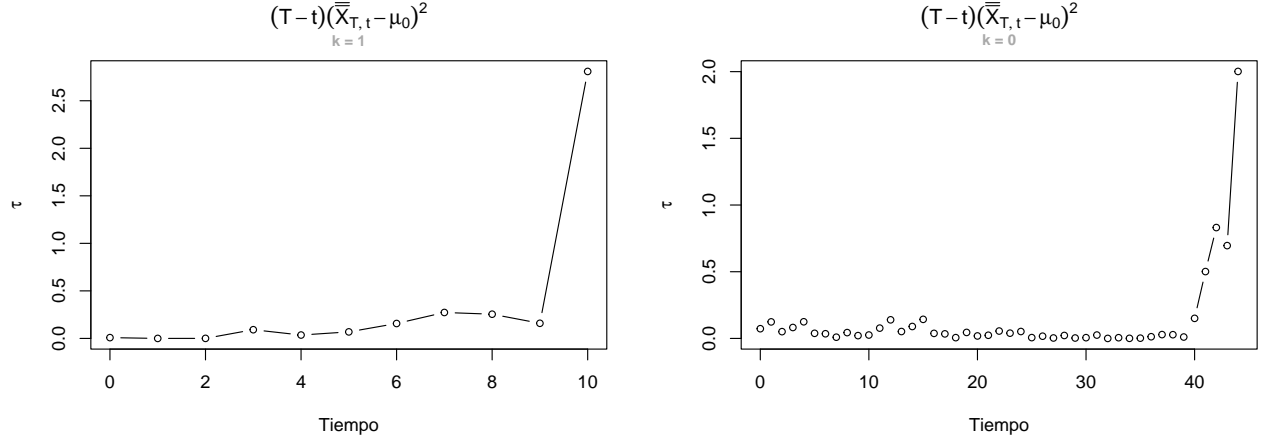 (T − t)(X̿_T, t − μ₀)²
k = 1
2.5
2.0
1.5
1.0
0.5
0.0
τ
0 2 4 6 8 10
Tiempo
(T − t)(X̿_T, t − μ₀)²
k = 0
2.0
1.5
1.0
0.5
0.0
τ
0 10 20 30 40
Tiempo